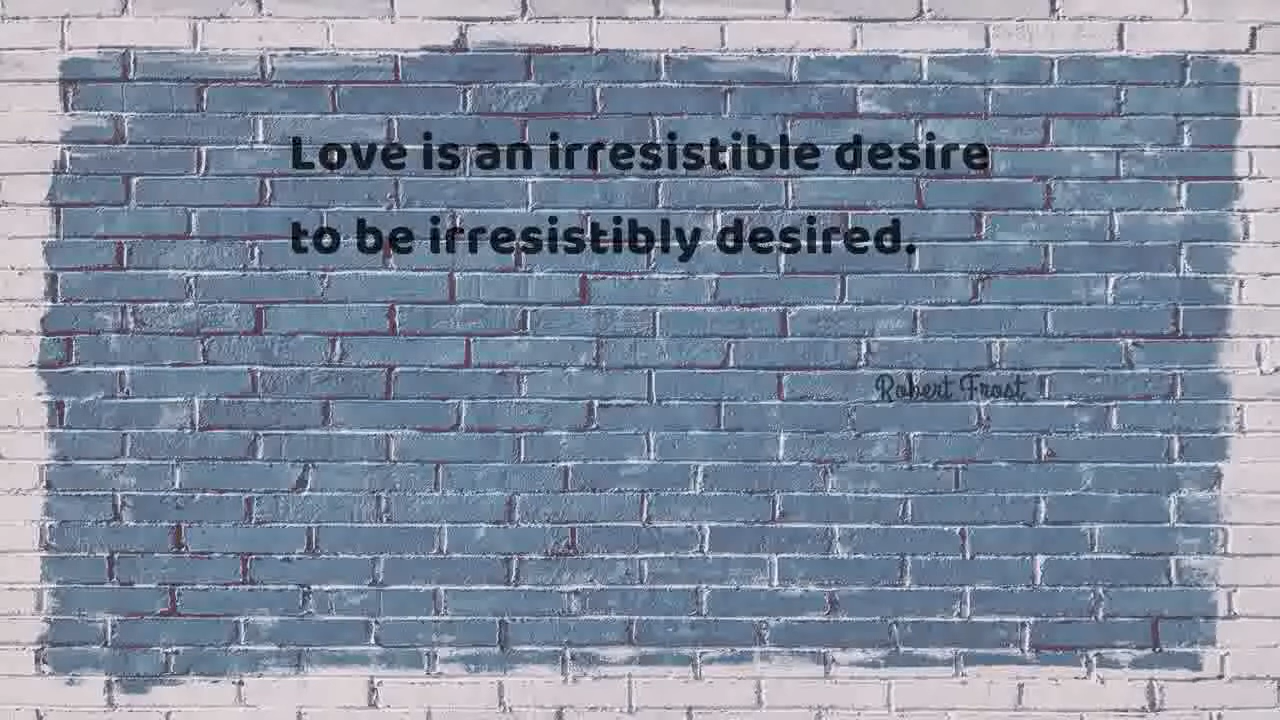 Love is an irresistible desire
to be irresistibly desired.
Robert Frost